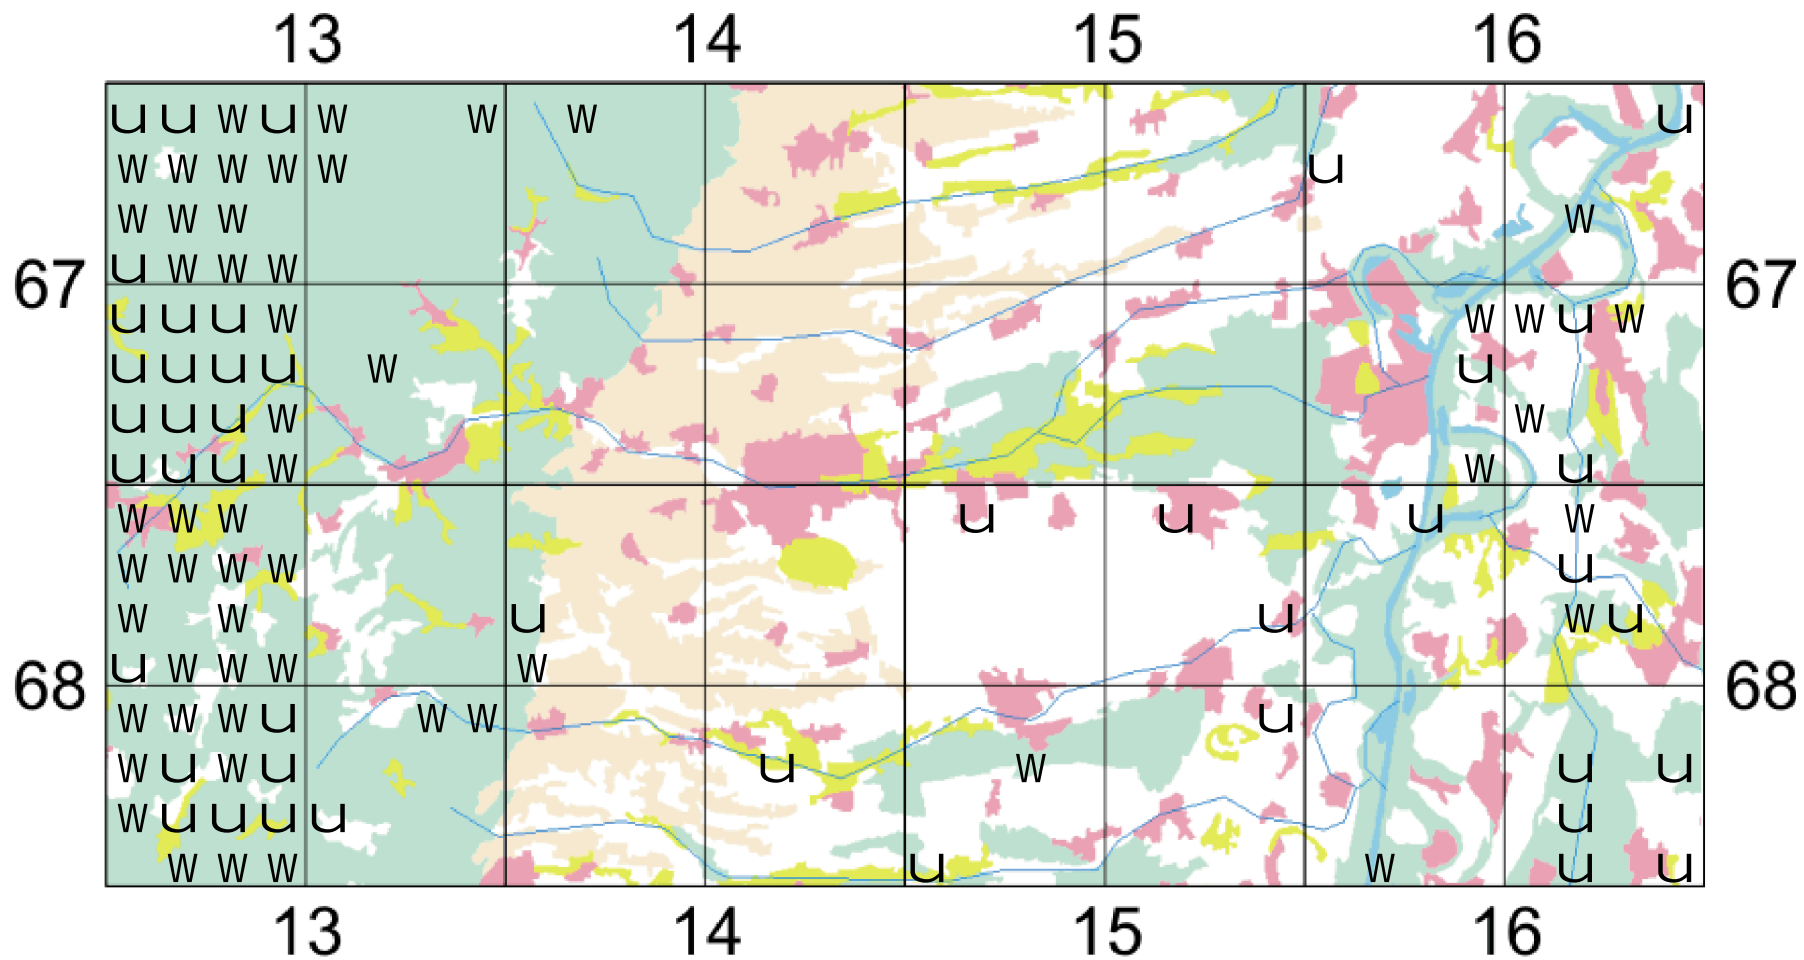 13 14 15 16
u u w u w w w u
w w w w w u
w w w w
67 u w w w 67
u u u w w w u w
u u u u w u
u u u w w
u u u w w u
w w w u u u w
w w w w u
w w u u w u
u w w w w
68 68
w w w u w w u
w u w u u w u u
w u u u u u
w w w u w u u
13 14 15 16